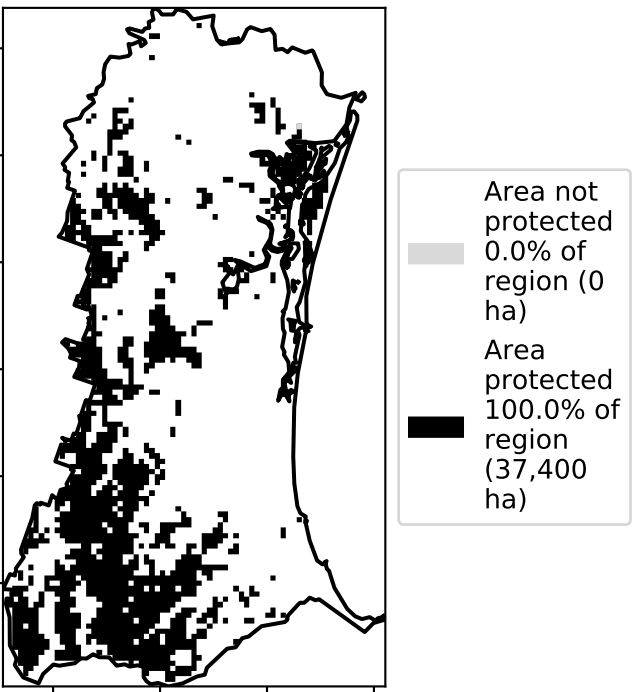 Area not
protected
0.0% of
region (0
ha)
Area
protected
100.0% of
region
(37,400
ha)